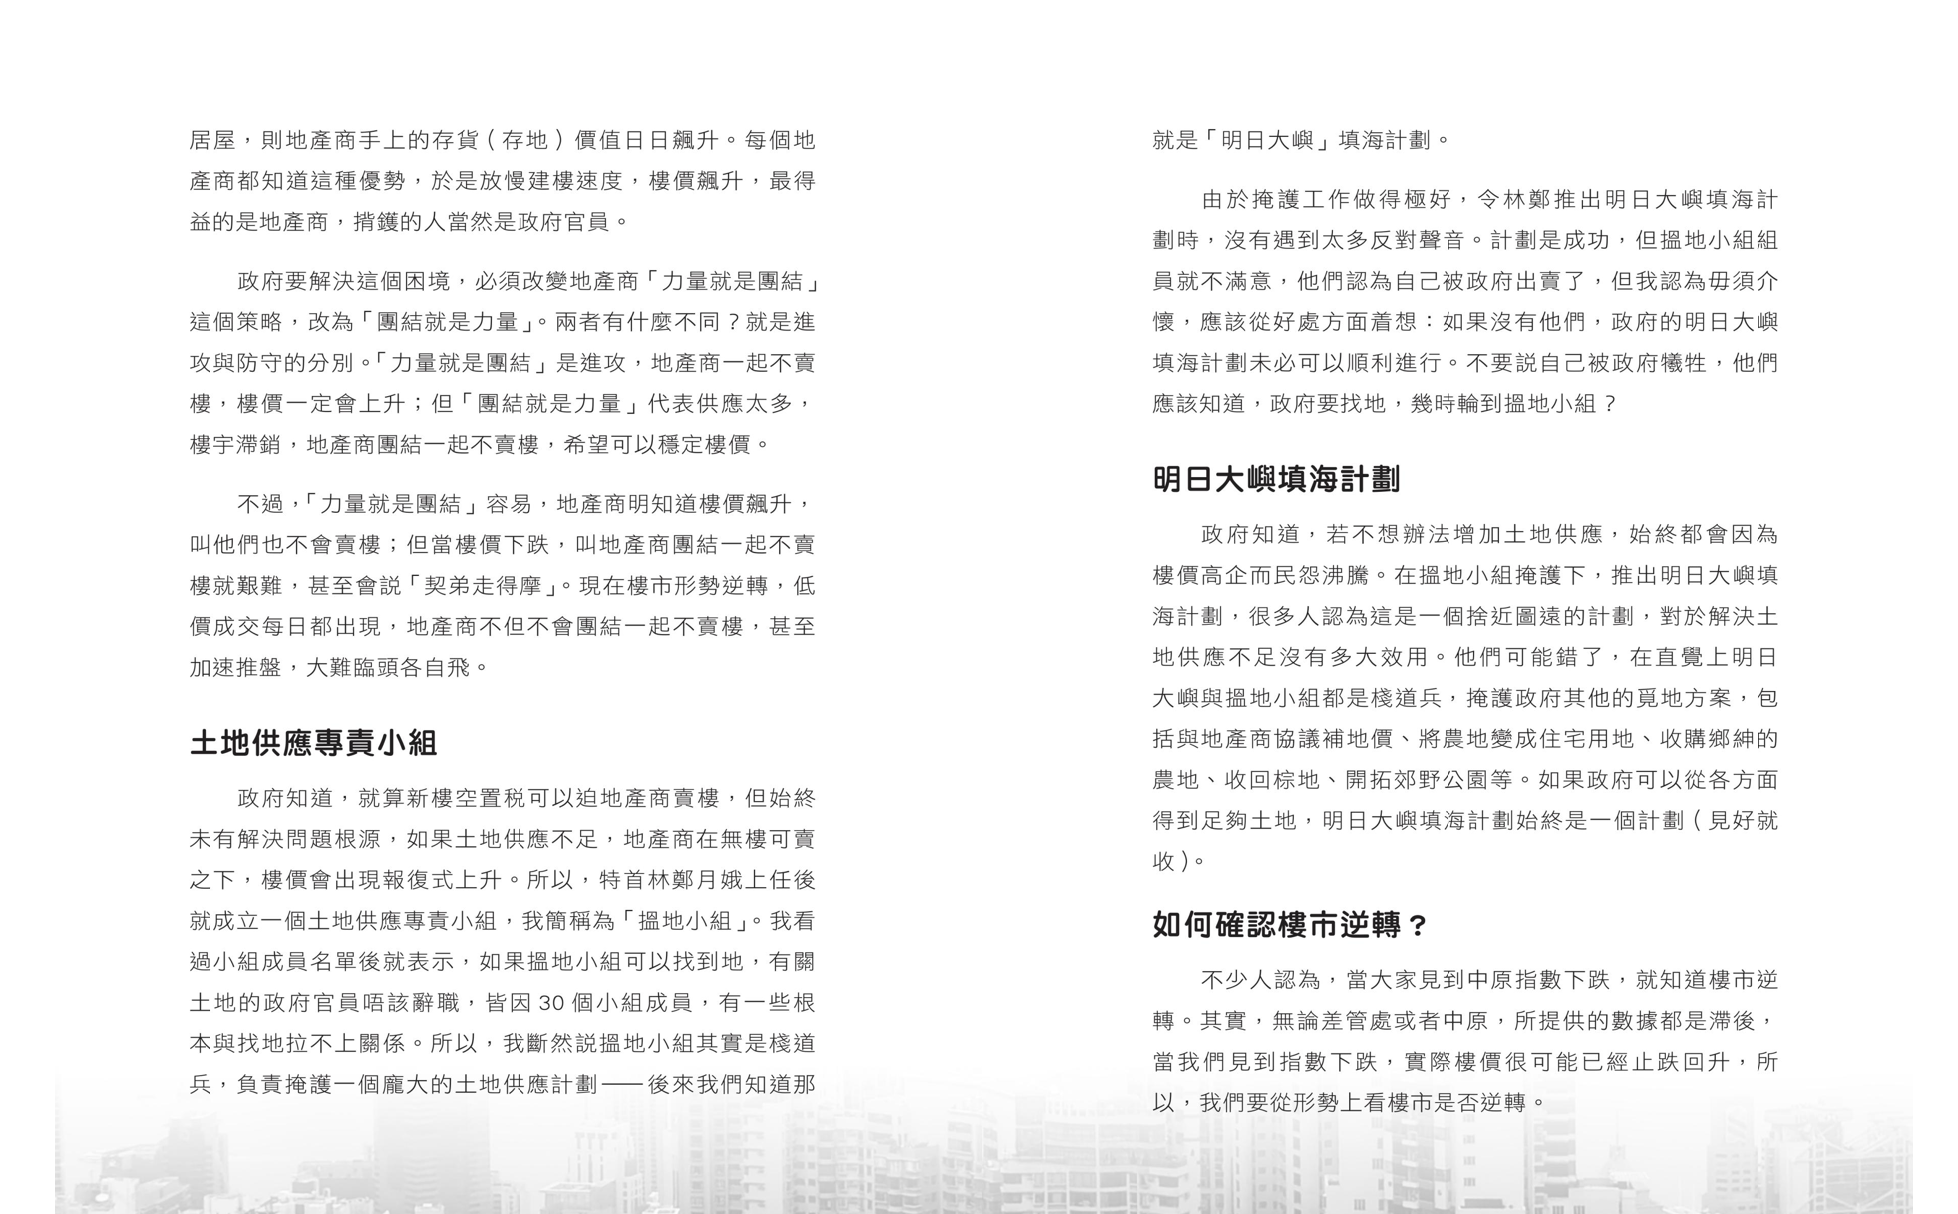 居屋，則地產商手上的存貨（存地）價值日日飆升。每個地
產商都知道這種優勢，於是放慢建樓速度，樓價飆升，最得
益的是地產商，揹鑊的人當然是政府官員。
政府要解決這個困境，必須改變地產商「力量就是團結」
這個策略，改為「團結就是力量」。兩者有什麼不同？就是進
攻與防守的分別。「力量就是團結」是進攻，地產商一起不賣
樓，樓價一定會上升；但「團結就是力量」代表供應太多，
樓宇滯銷，地產商團結一起不賣樓，希望可以穩定樓價。
不過，「力量就是團結」容易，地產商明知道樓價飆升，
叫他們也不會賣樓；但當樓價下跌，叫地產商團結一起不賣
樓就艱難，甚至會説「契弟走得摩」。現在樓市形勢逆轉，低
價成交每日都出現，地產商不但不會團結一起不賣樓，甚至
加速推盤，大難臨頭各自飛。
土地供應專責小組
政府知道，就算新樓空置税可以迫地產商賣樓，但始終
未有解決問題根源，如果土地供應不足，地產商在無樓可賣
之下，樓價會出現報復式上升。所以，特首林鄭月娥上任後
就成立一個土地供應專責小組，我簡稱為「搵地小組」。我看
過小組成員名單後就表示，如果搵地小組可以找到地，有關
土地的政府官員唔該辭職，皆因 30 個小組成員，有一些根
本與找地拉不上關係。所以，我斷然説搵地小組其實是棧道
兵，負責掩護一個龐大的土地供應計劃——後來我們知道那
就是「明日大嶼」填海計劃。
由於掩護工作做得極好，令林鄭推出明日大嶼填海計
劃時，沒有遇到太多反對聲音。計劃是成功，但搵地小組組
員就不滿意，他們認為自己被政府出賣了，但我認為毋須介
懷，應該從好處方面着想：如果沒有他們，政府的明日大嶼
填海計劃未必可以順利進行。不要説自己被政府犧牲，他們
應該知道，政府要找地，幾時輪到搵地小組？
明日大嶼填海計劃
政府知道，若不想辦法增加土地供應，始終都會因為
樓價高企而民怨沸騰。在搵地小組掩護下，推出明日大嶼填
海計劃，很多人認為這是一個捨近圖遠的計劃，對於解決土
地供應不足沒有多大效用。他們可能錯了，在直覺上明日
大嶼與搵地小組都是棧道兵，掩護政府其他的覓地方案，包
括與地產商協議補地價、將農地變成住宅用地、收購鄉紳的
農地、收回棕地、開拓郊野公園等。如果政府可以從各方面
得到足夠土地，明日大嶼填海計劃始終是一個計劃（見好就
收）。
如何確認樓市逆轉？
不少人認為，當大家見到中原指數下跌，就知道樓市逆
轉。其實，無論差管處或者中原，所提供的數據都是滯後，
當我們見到指數下跌，實際樓價很可能已經止跌回升，所
以，我們要從形勢上看樓市是否逆轉。